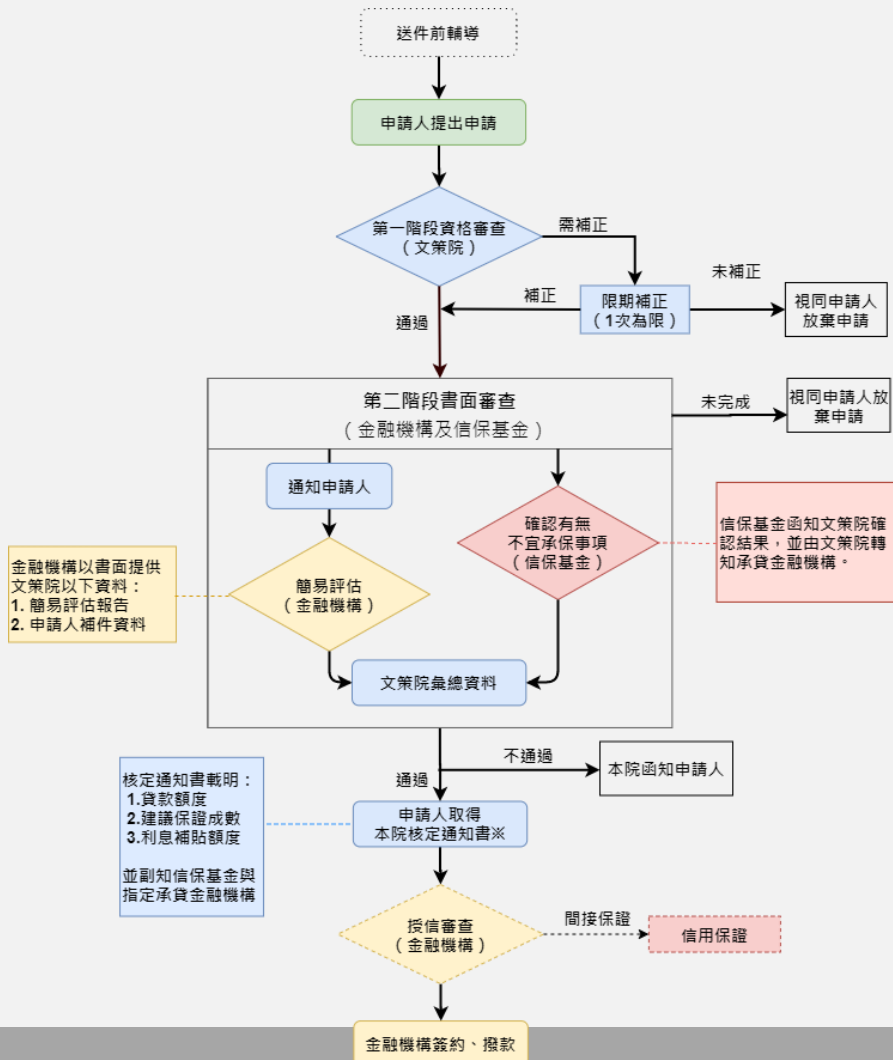 送件前輔導
申請人提出申請
第一階段資格審查
（文策院）
需補正
限期補正
（1次為限）
補正
未補正
視同申請人
放棄申請
通過
第二階段書面審查
（金融機構及信保基金）
未完成
視同申請人放
棄申請
通知申請人
確認有無
不宜承保事項
（信保基金）
信保基金函知文策院確
認結果，並由文策院轉
知承貸金融機構。
金融機構以書面提供
文策院以下資料：
1. 簡易評估報告
2. 申請人補件資料
簡易評估
（金融機構）
文策院彙總資料
不通過
本院函知申請人
通過
核定通知書載明：
1.貸款額度
2.建議保證成數
3.利息補貼額度
並副知信保基金與
指定承貸金融機構
申請人取得
本院核定通知書※
授信審查
（金融機構）
間接保證
信用保證
金融機構簽約、撥款